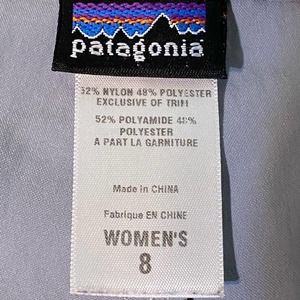 patagonia
52% NYLON 48% POLYESTER
EXCLUSIVE OF TRIM
52% POLYAMIDE 48%
POLYESTER
A PART LA GARNITURE
Made in CHINA
Fabrique EN CHINE
WOMEN'S
8